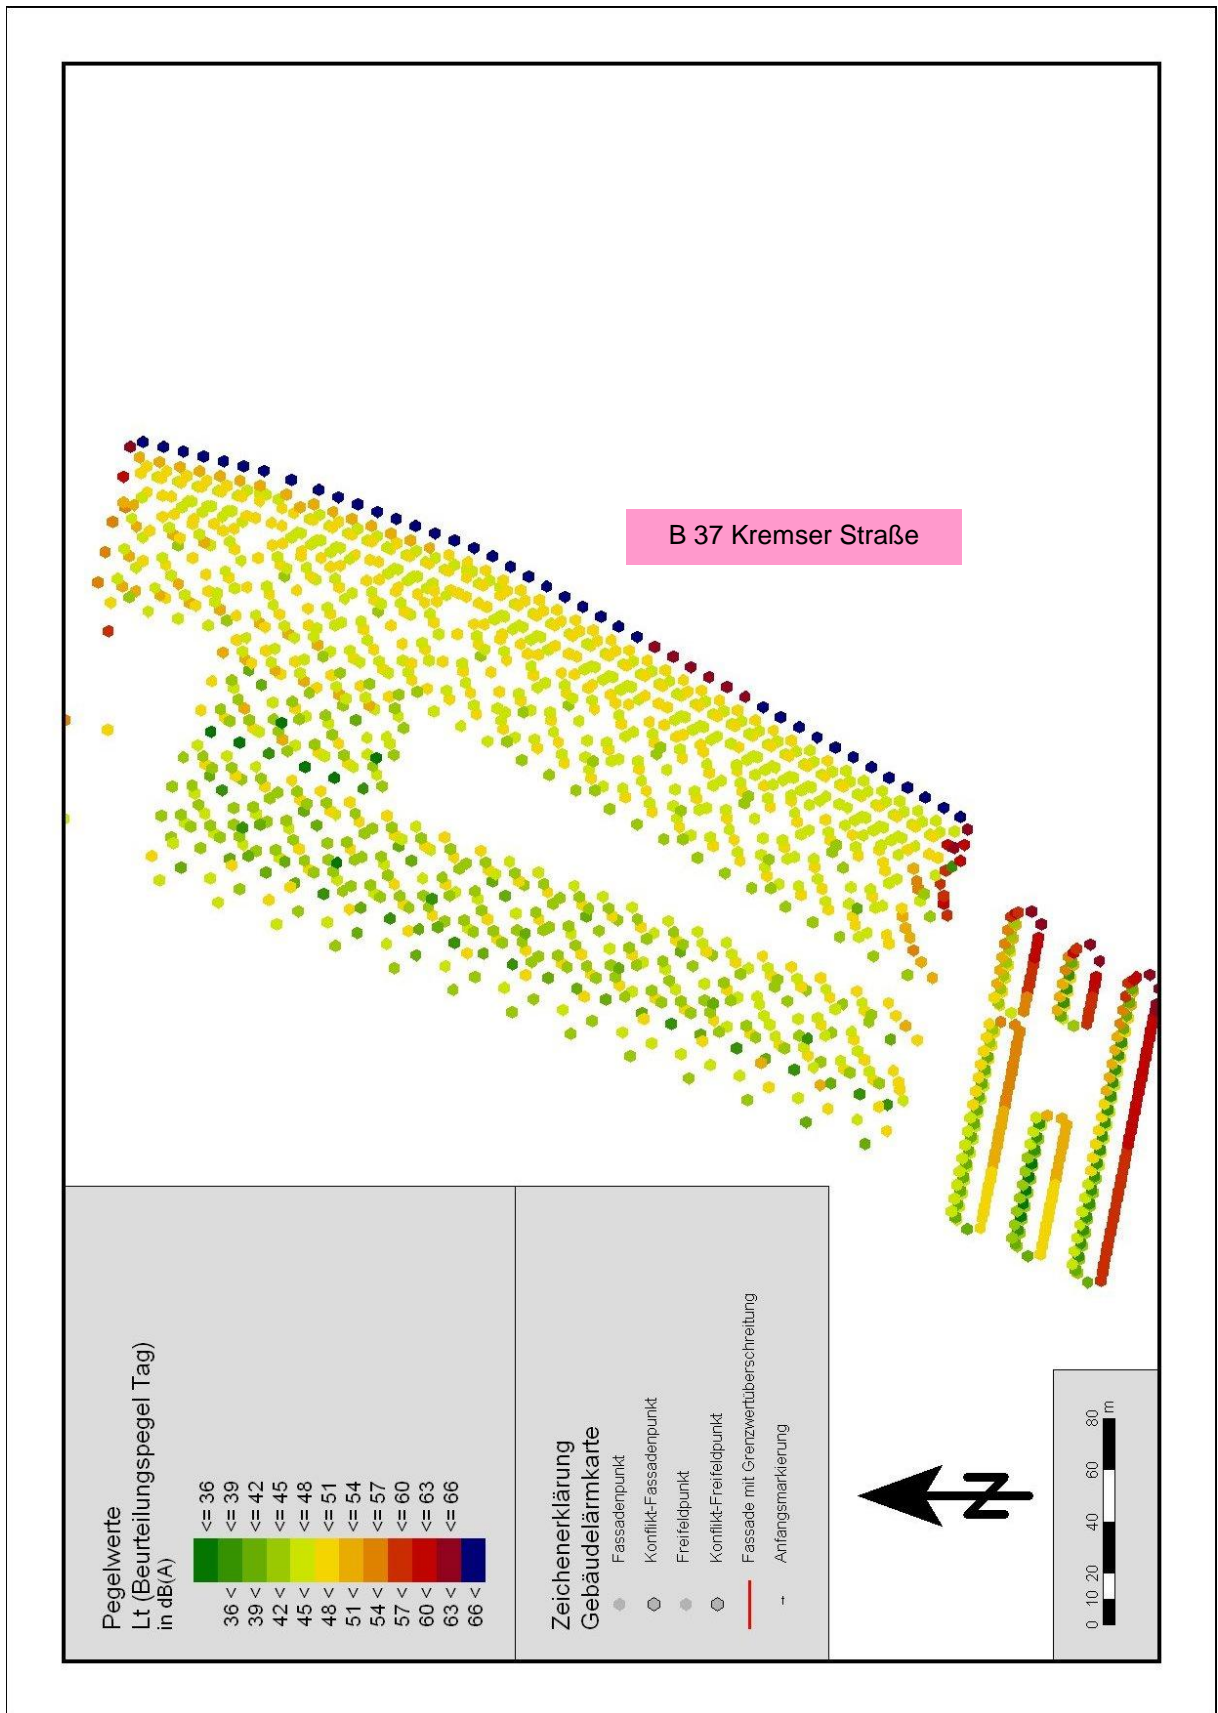 B 37 Kremser Straße
Pegelwerte
Lt (Beurteilungspegel Tag)
in dB(A)
<= 36
36 < <= 39
39 < <= 42
42 < <= 45
45 < <= 48
48 < <= 51
51 < <= 54
54 < <= 57
57 < <= 60
60 < <= 63
63 < <= 66
66 <
Zeichenerklärung
Gebäudelärmkarte
Fassadenpunkt
Konflikt-Fassadenpunkt
Freifeldpunkt
Konflikt-Freifeldpunkt
Fassade mit Grenzwertüberschreitung
Anfangsmarkierung
N
0 10 20 40 60 80
m